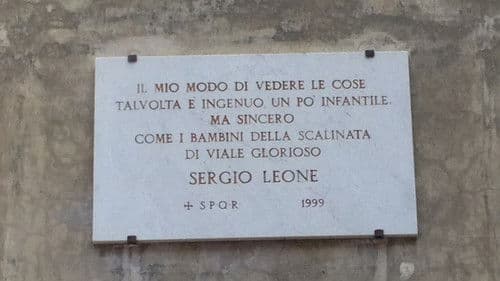 IL MIO MODO DI VEDERE LE COSE
TALVOLTA E INGENUO UN PO' INFANTILE.
MA SINCERO
COME I BAMBINI DELLA SCALINATA
DI VIALE GLORIOSO
SERGIO LEONE
✢ SPQR 1999